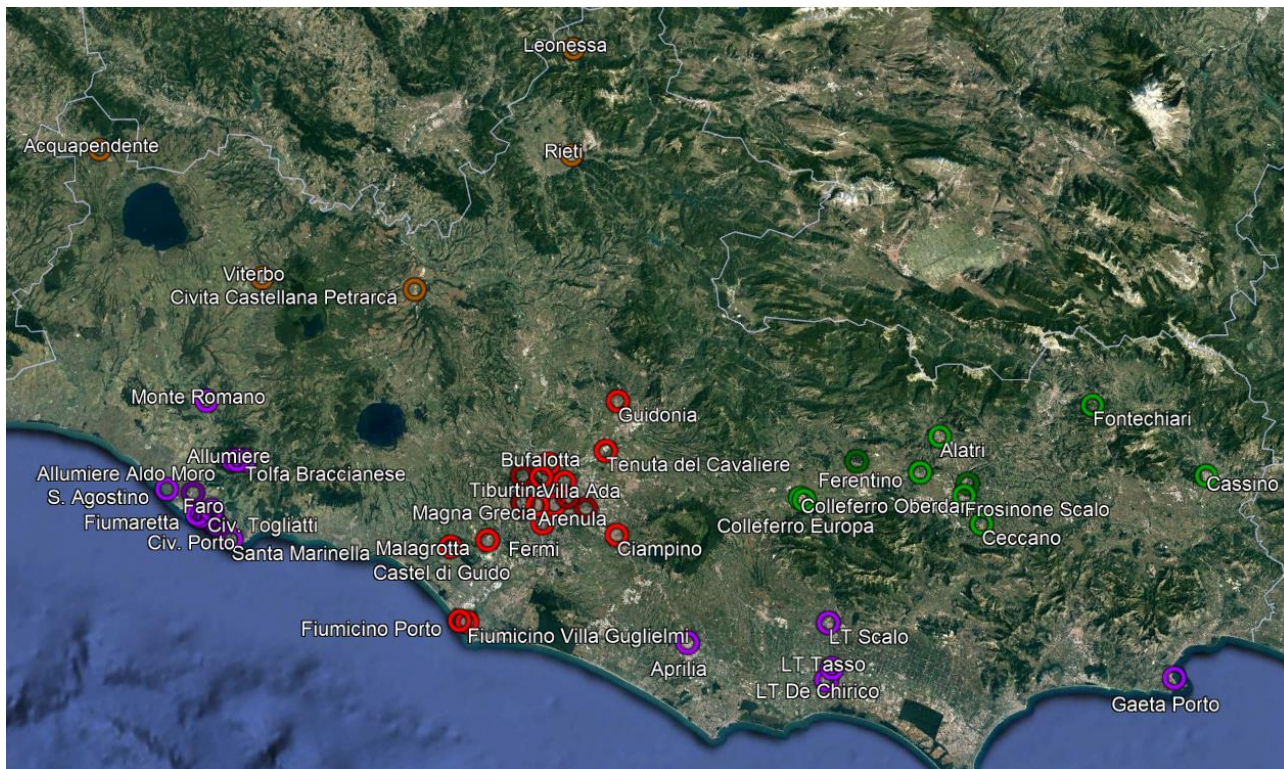 Leonessa
Acquapendente
Rieti
Viterbo
Civita Castellana Petrarca
Monte Romano
Guidonia
Fontechiari
Allumiere
Alatri
Bufalotta
Tenuta del Cavaliere
Allumiere Aldo Moro
Tolfa Braccianese
Ferentino
Cassino
Tiburtina
Villa Ada
S. Agostino
Faro
Colleferro Oberdan
Frosinone Scalo
Magna Grecia
Arenula
Fiumaretta
Civ. Togliatti
Colleferro Europa
Ceccano
Civ. Porto
Santa Marinella
Malagrotta
Fermi
Ciampino
Castel di Guido
Fiumicino Porto
Fiumicino Villa Guglielmi
LT Scalo
Aprilia
LT Tasso
LT De Chirico
Gaeta Porto